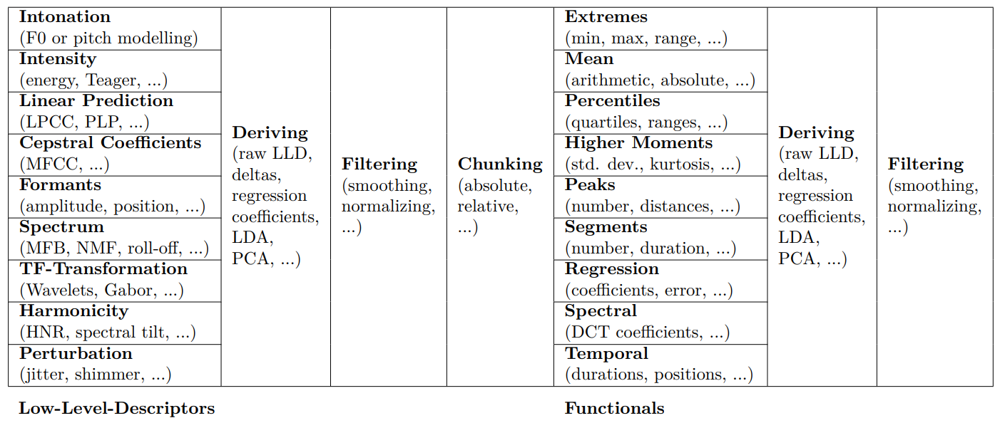 Intonation
(F0 or pitch modelling)
Intensity
(energy, Teager, ...)
Linear Prediction
(LPCC, PLP, ...)
Cepstral Coefficients
(MFCC, ...)
Formants
(amplitude, position, ...)
Spectrum
(MFB, NMF, roll-off, ...)
TF-Transformation
(Wavelets, Gabor, ...)
Harmonicity
(HNR, spectral tilt, ...)
Perturbation
(jitter, shimmer, ...)
Low-Level-Descriptors
Deriving
(raw LLD,
deltas,
regression
coefficients,
LDA,
PCA, ...)
Filtering
(smoothing,
normalizing,
...)
Chunking
(absolute,
relative,
...)
Extremes
(min, max, range, ...)
Mean
(arithmetic, absolute, ...)
Percentiles
(quartiles, ranges, ...)
Higher Moments
(std. dev., kurtosis, ...)
Peaks
(number, distances, ...)
Segments
(number, duration, ...)
Regression
(coefficients, error, ...)
Spectral
(DCT coefficients, ...)
Temporal
(durations, positions, ...)
Functionals
Deriving
(raw LLD,
deltas,
regression
coefficients,
LDA,
PCA, ...)
Filtering
(smoothing,
normalizing,
...)